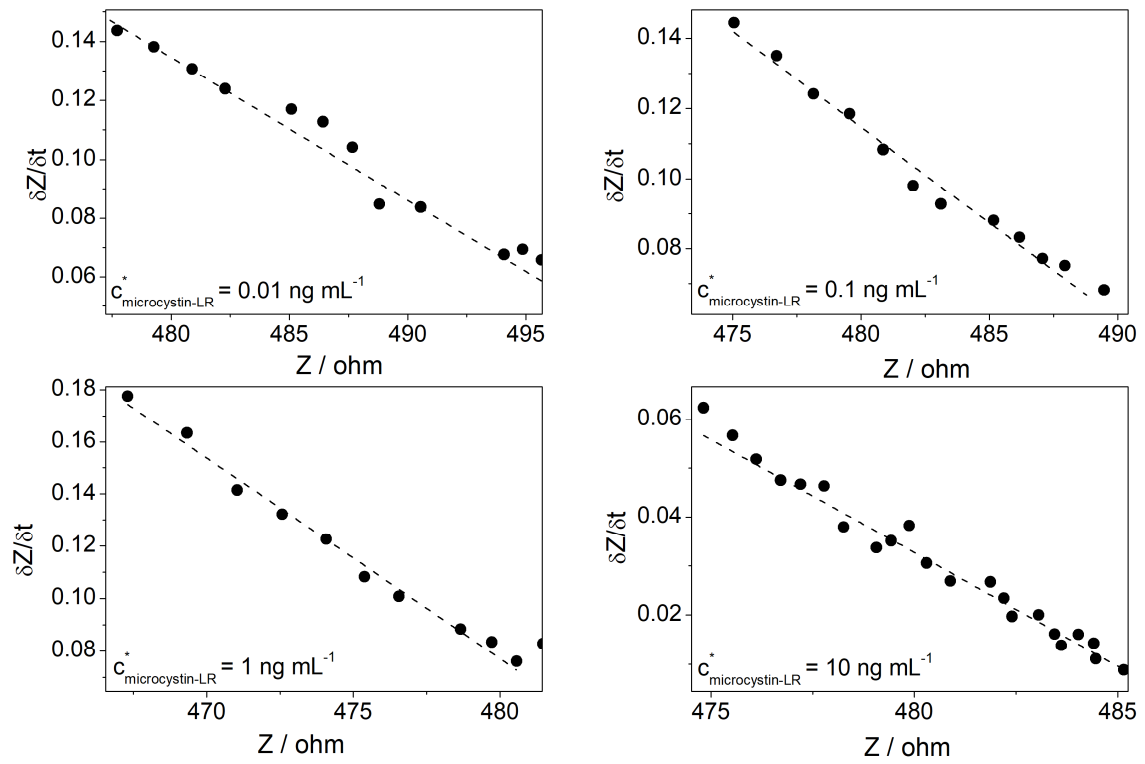 0.14
0.12
0.10
0.08
0.06
δZ/δt
c*microcystin-LR = 0.01 ng mL-1
480 485 490 495
Z / ohm
0.14
0.12
0.10
0.08
δZ/δt
c*microcystin-LR = 0.1 ng mL-1
475 480 485 490
Z / ohm
0.18
0.16
0.14
0.12
0.10
0.08
δZ/δt
c*microcystin-LR = 1 ng mL-1
470 475 480
Z / ohm
0.06
0.04
0.02
δZ/δt
c*microcystin-LR = 10 ng mL-1
475 480 485
Z / ohm